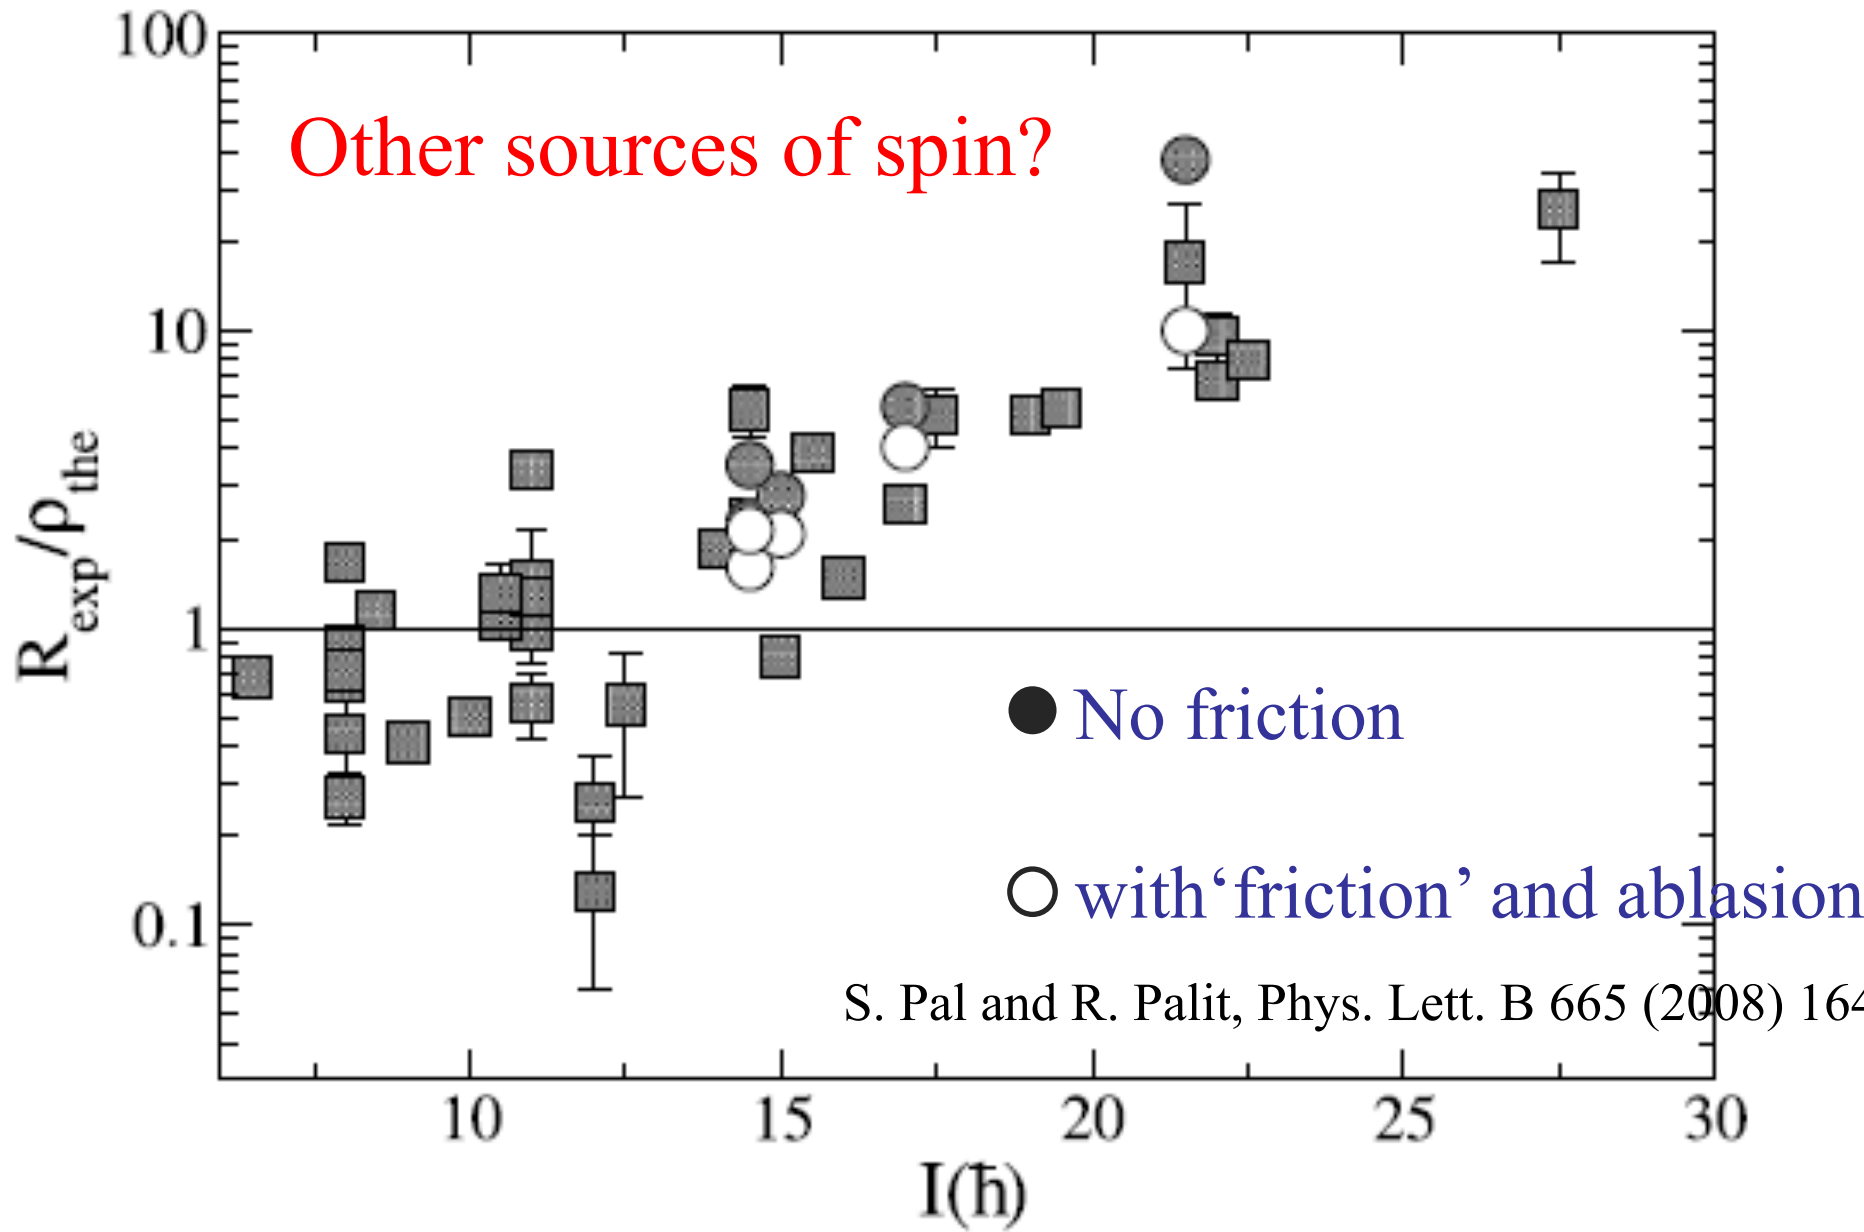 100
Other sources of spin?
10
R_exp/ρ_the
1
No friction
0.1
with‘friction’ and ablasion
S. Pal and R. Palit, Phys. Lett. B 665 (2008) 164
10 15 20 25 30
I(ħ)